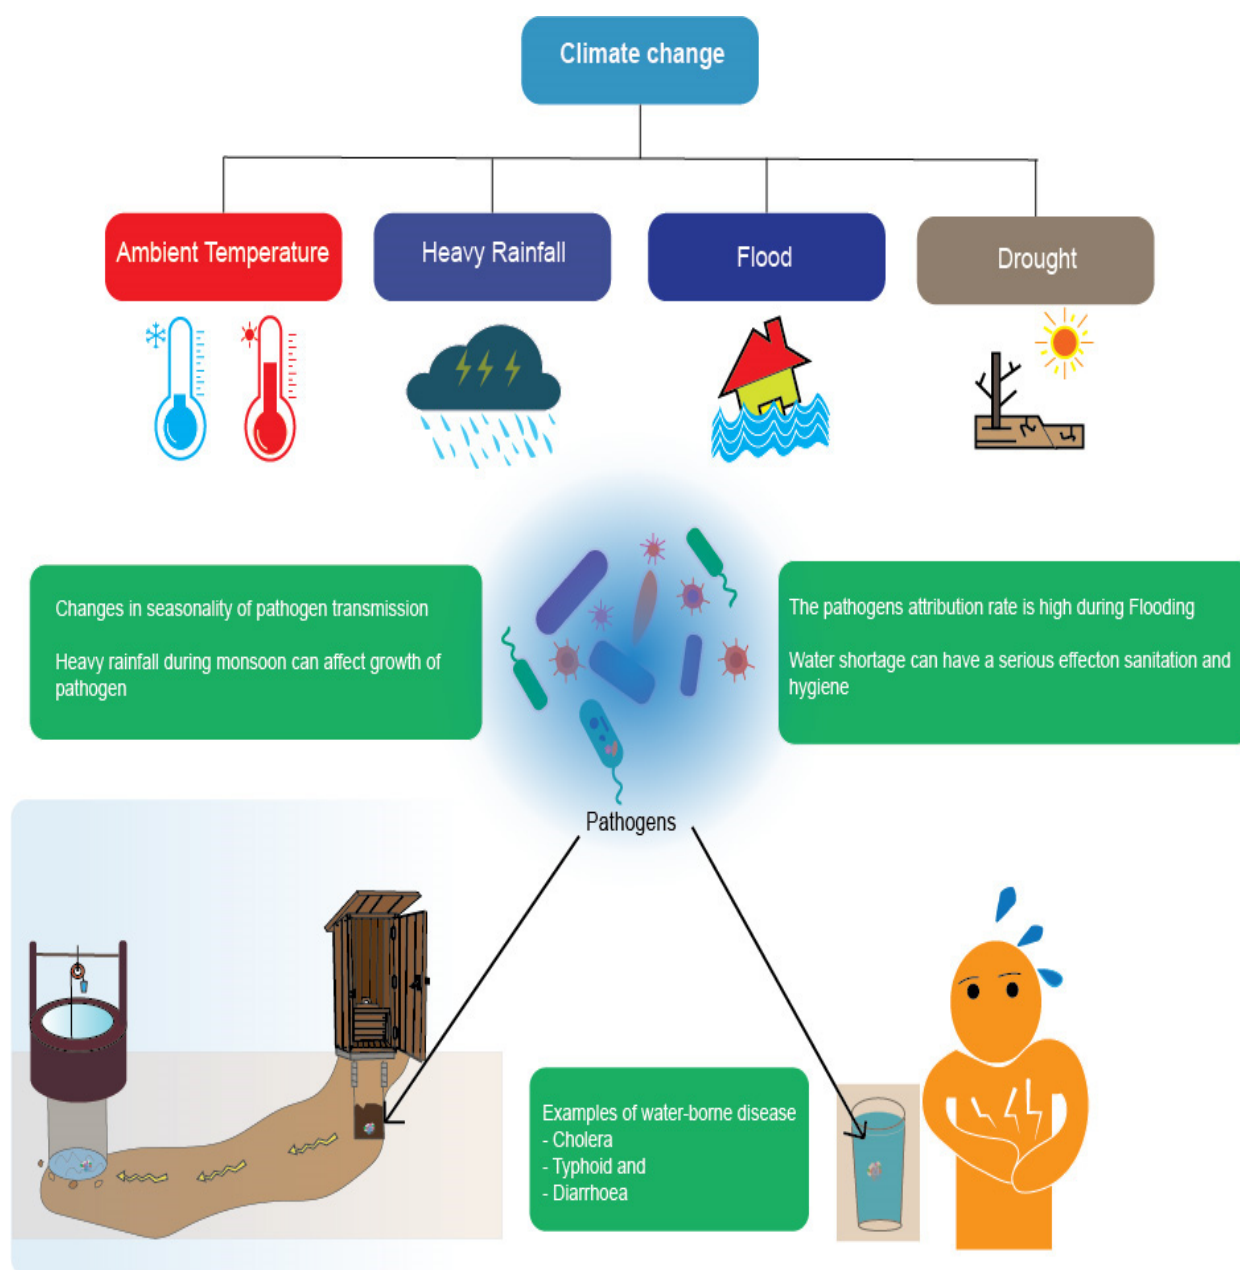 Climate change
Ambient Temperature
Heavy Rainfall
Flood
Drought
Changes in seasonality of pathogen transmission
Heavy rainfall during monsoon can affect growth of
pathogen
The pathogens attribution rate is high during Flooding
Water shortage can have a serious effecton sanitation and
hygiene
Pathogens
Examples of water-borne disease
- Cholera
- Typhoid and
- Diarrhoea